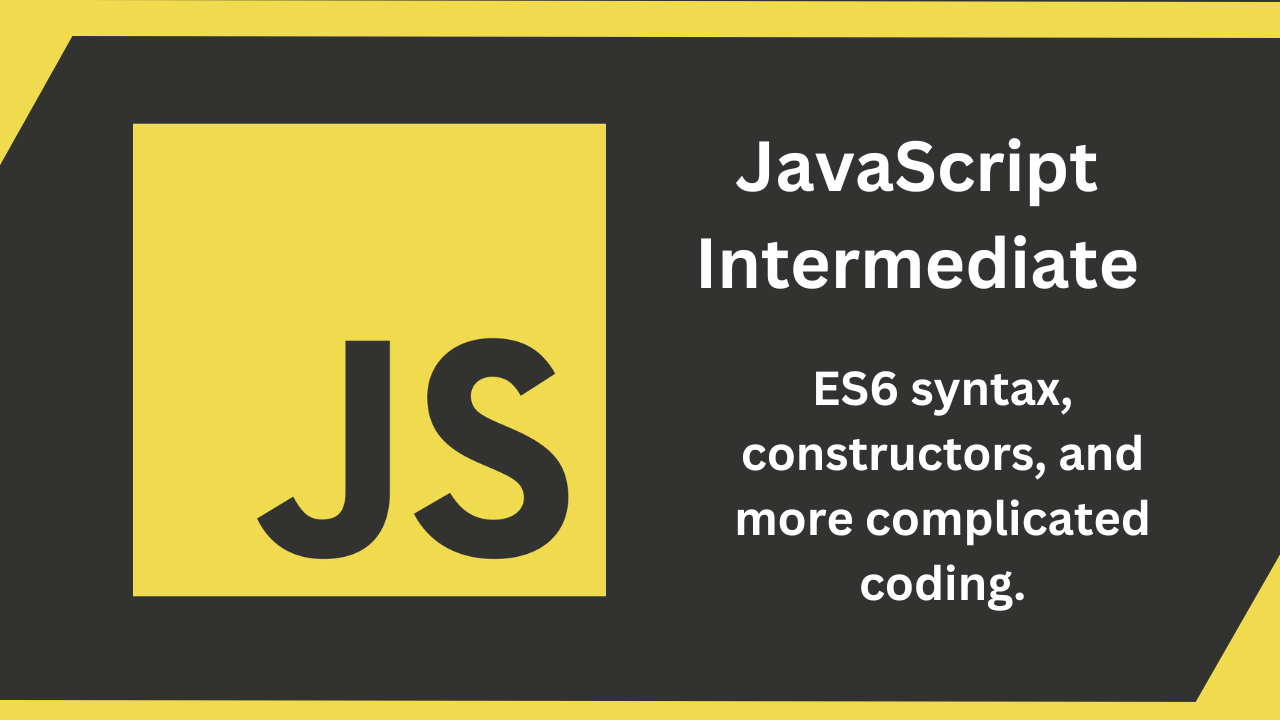 JS
JavaScript
Intermediate
ES6 syntax,
constructors, and
more complicated
coding.